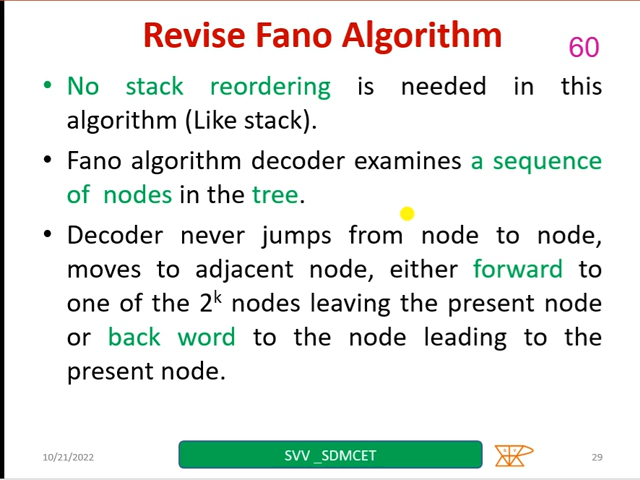 Revise Fano Algorithm
60
• No stack reordering is needed in this
algorithm (Like stack).
• Fano algorithm decoder examines a sequence
of nodes in the tree.
• Decoder never jumps from node to node,
moves to adjacent node, either forward to
one of the 2ᵏ nodes leaving the present node
or back word to the node leading to the
present node.
10/21/2022
SVV _SDMCET
29